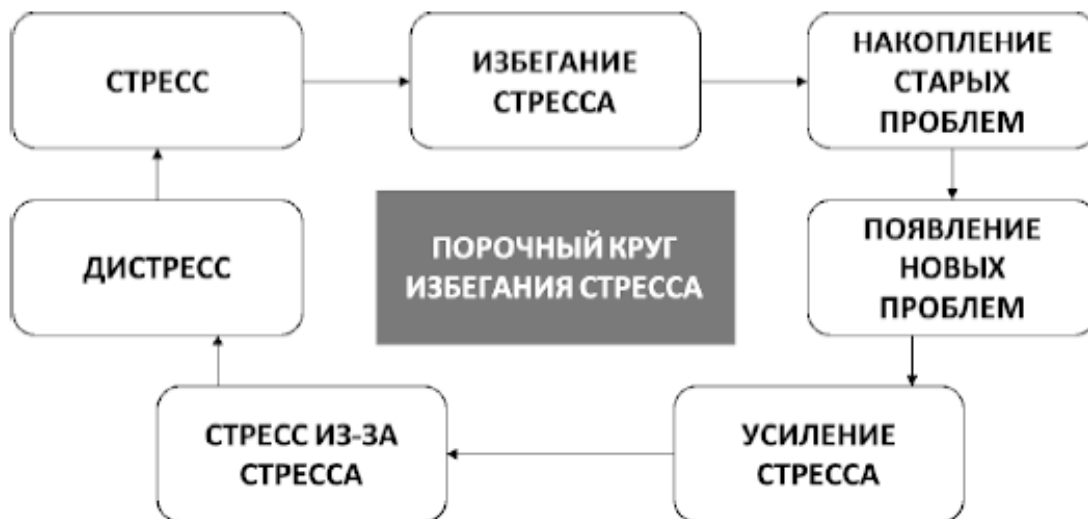 СТРЕСС
ИЗБЕГАНИЕ
СТРЕССА
НАКОПЛЕНИЕ
СТАРЫХ
ПРОБЛЕМ
ДИСТРЕСС
ПОРОЧНЫЙ КРУГ
ИЗБЕГАНИЯ СТРЕССА
ПОЯВЛЕНИЕ
НОВЫХ
ПРОБЛЕМ
СТРЕСС ИЗ-ЗА
СТРЕССА
УСИЛЕНИЕ
СТРЕССА